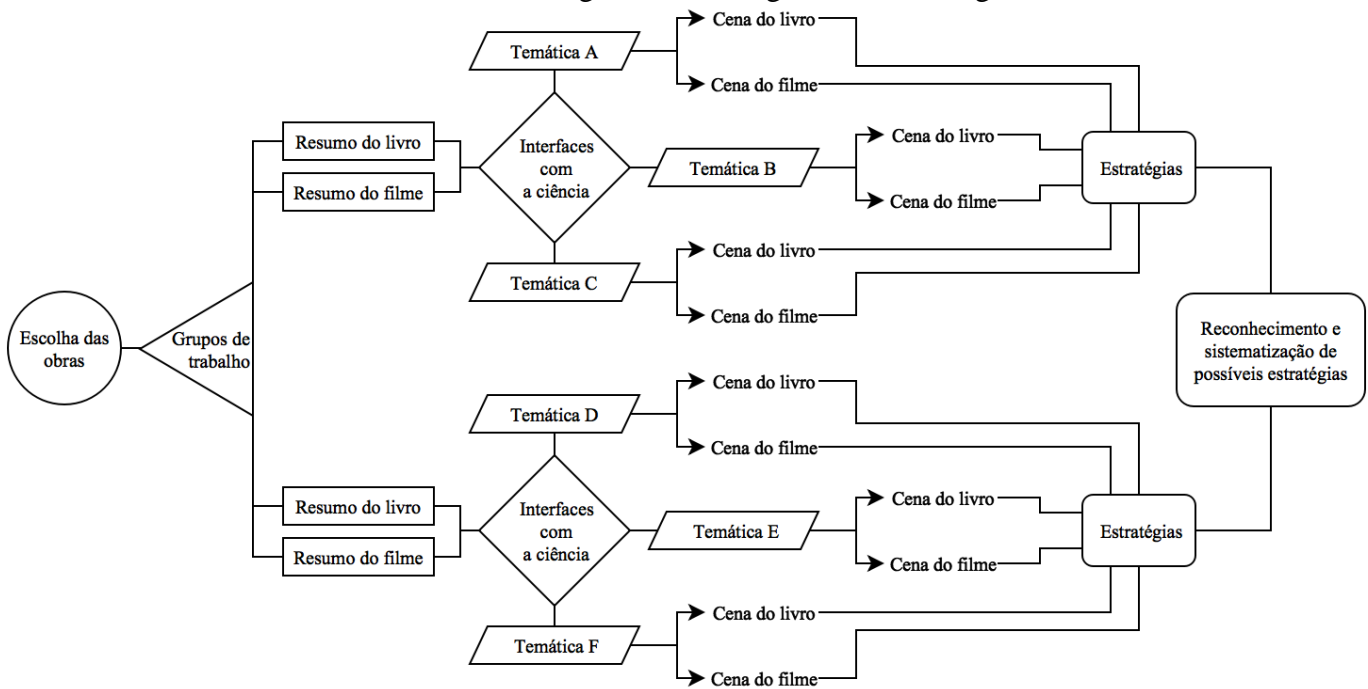 Cena do livro
Temática A
Cena do filme
Resumo do livro
Resumo do filme
Interfaces
com
a ciência
Temática B
Cena do livro
Cena do filme
Estratégias
Temática C
Cena do livro
Cena do filme
Escolha das
obras
Grupos de
trabalho
Reconhecimento e
sistematização de
possíveis estratégias
Temática D
Cena do livro
Cena do filme
Resumo do livro
Resumo do filme
Interfaces
com
a ciência
Temática E
Cena do livro
Cena do filme
Estratégias
Temática F
Cena do livro
Cena do filme